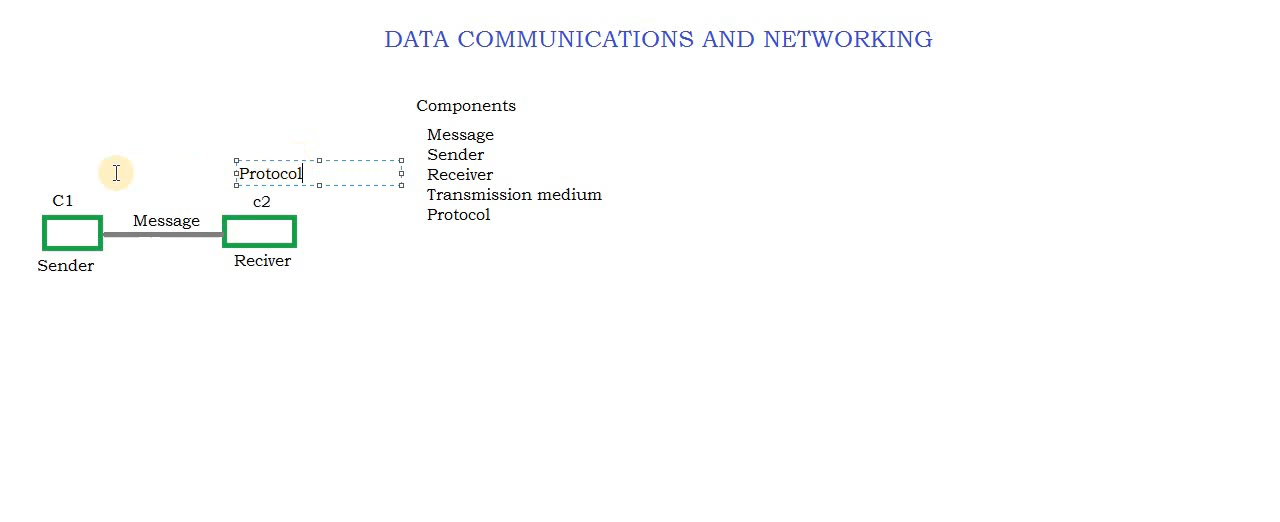 DATA COMMUNICATIONS AND NETWORKING
Components
Message
Sender
Receiver
Transmission medium
Protocol
Protocol
C1
c2
Message
Sender
Reciver